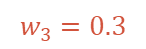 w₃ = 0.3